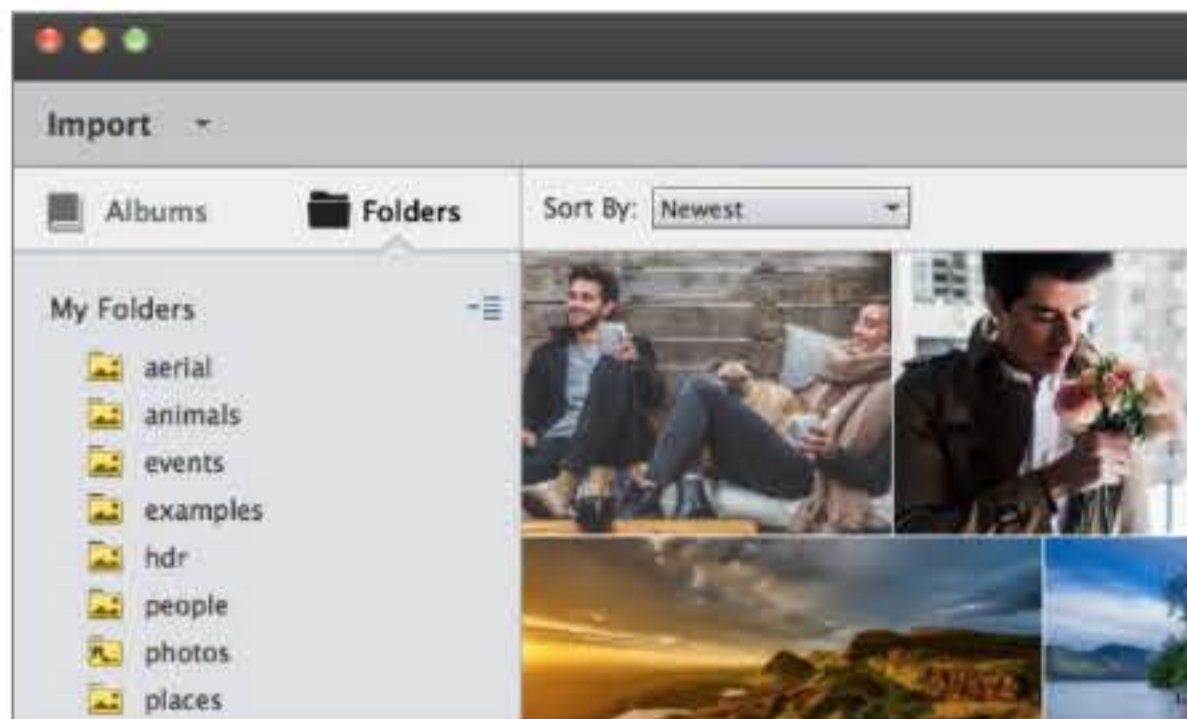 Import
Albums Folders
Sort By: Newest
My Folders
aerial
animals
events
examples
hdr
people
photos
places